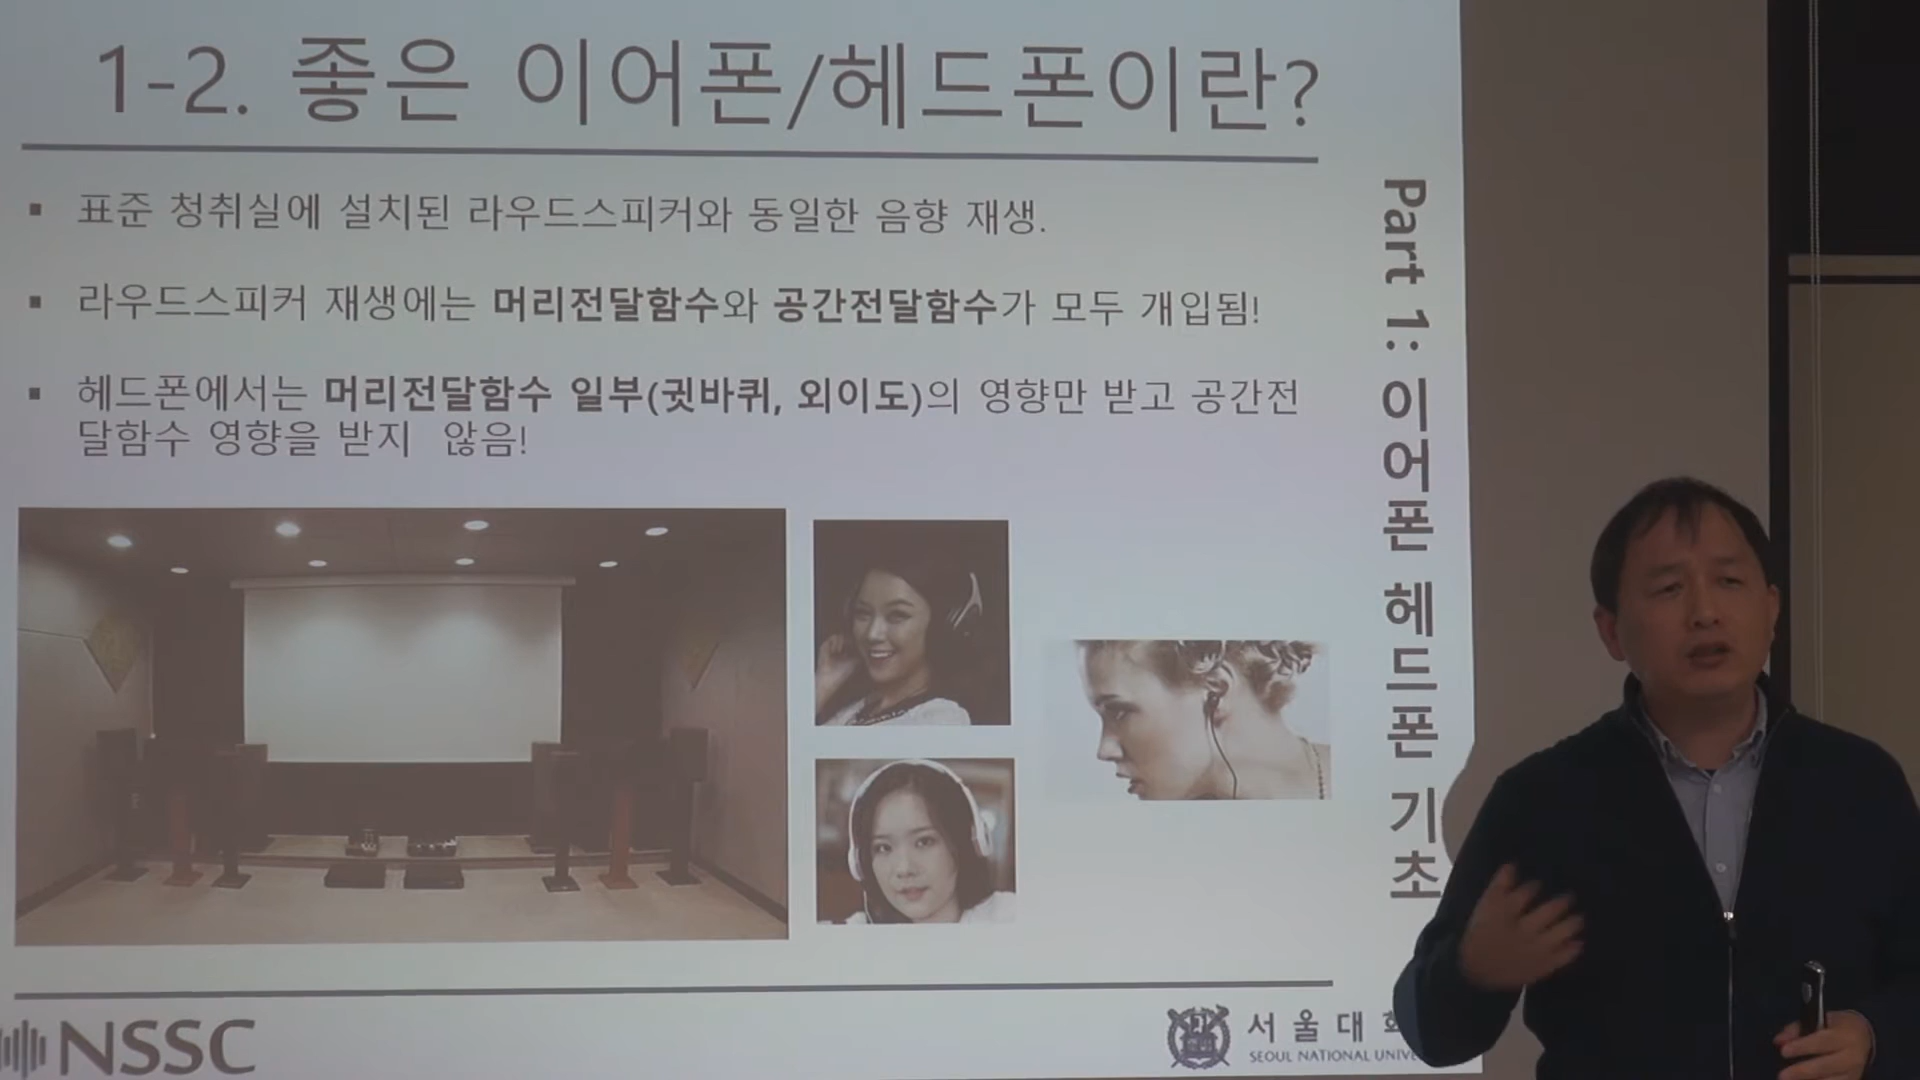 1-2. 좋은 이어폰/헤드폰이란?
▪ 표준 청취실에 설치된 라우드스피커와 동일한 음향 재생.
▪ 라우드스피커 재생에는 머리전달함수와 공간전달함수가 모두 개입됨!
▪ 헤드폰에서는 머리전달함수 일부(귓바퀴, 외이도)의 영향만 받고 공간전
달함수 영향을 받지 않음!
Part 1: 이어폰 헤드폰 기초
NSSC
서울대
SEOUL NATIONAL